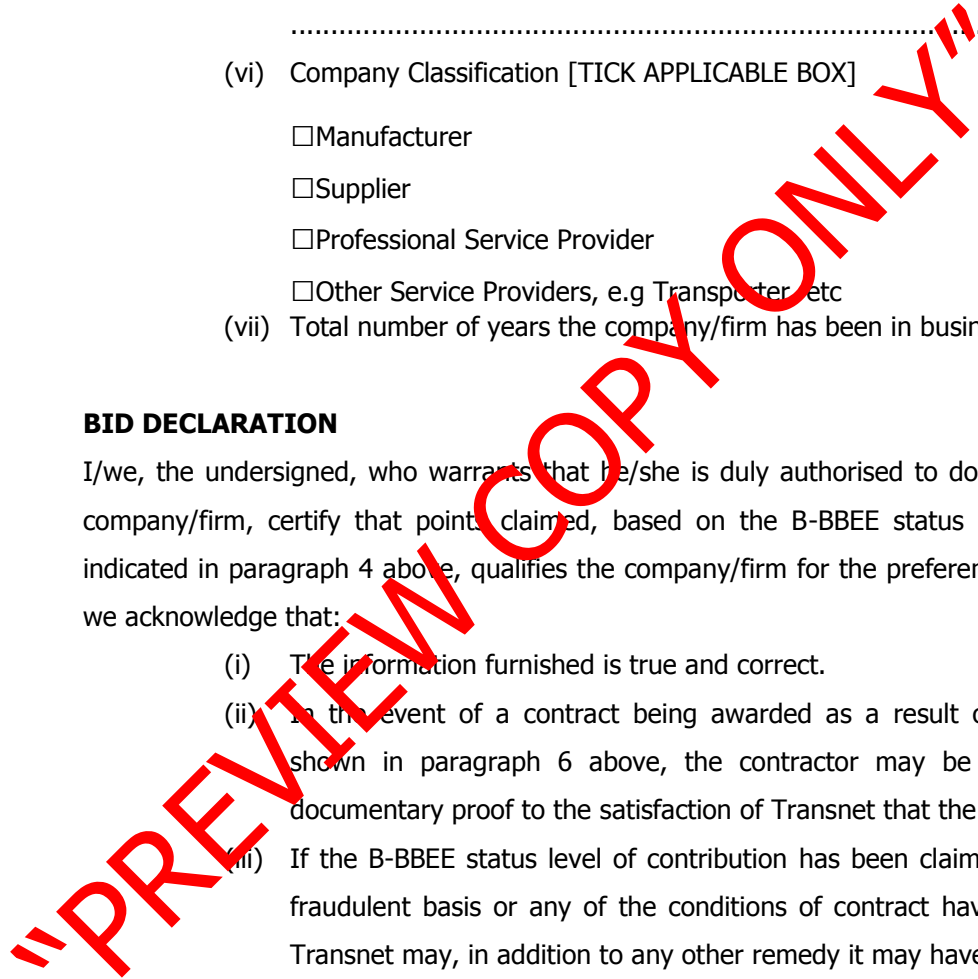 ................................................................................
(vi) Company Classification [TICK APPLICABLE BOX]
☐Manufacturer
☐Supplier
☐Professional Service Provider
☐Other Service Providers, e.g Transporter, etc
(vii) Total number of years the company/firm has been in
BID DECLARATION
I/we, the undersigned, who warrants that he/she is duly authorised to do
company/firm, certify that points claimed, based on the B-BBEE status
indicated in paragraph 4 above, qualifies the company/firm for the
we acknowledge that:
(i) The information furnished is true and correct.
(ii) In the event of a contract being awarded as a result
shown in paragraph 6 above, the contractor may be
documentary proof to the satisfaction of Transnet that the
(iii) If the B-BBEE status level of contribution has been
fraudulent basis or any of the conditions of contract
Transnet may, in addition to any other remedy it may have
"PREVIEW COPY ONLY"